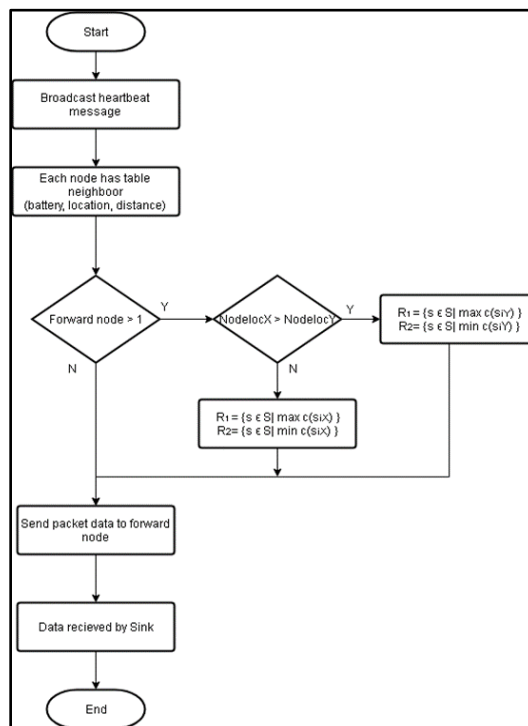 Start
Broadcast heartbeat
message
Each node has table
neighboor
(battery, location, distance)
Forward node > 1
Y
NodelocX > NodelocY
Y
R1 = {s ϵ S| max c(siY) }
R2= {s ϵ S| min c(siY) }
N
N
R1 = {s ϵ S| max c(siX) }
R2= {s ϵ S| min c(siX) }
Send packet data to forward
node
Data recieved by Sink
End